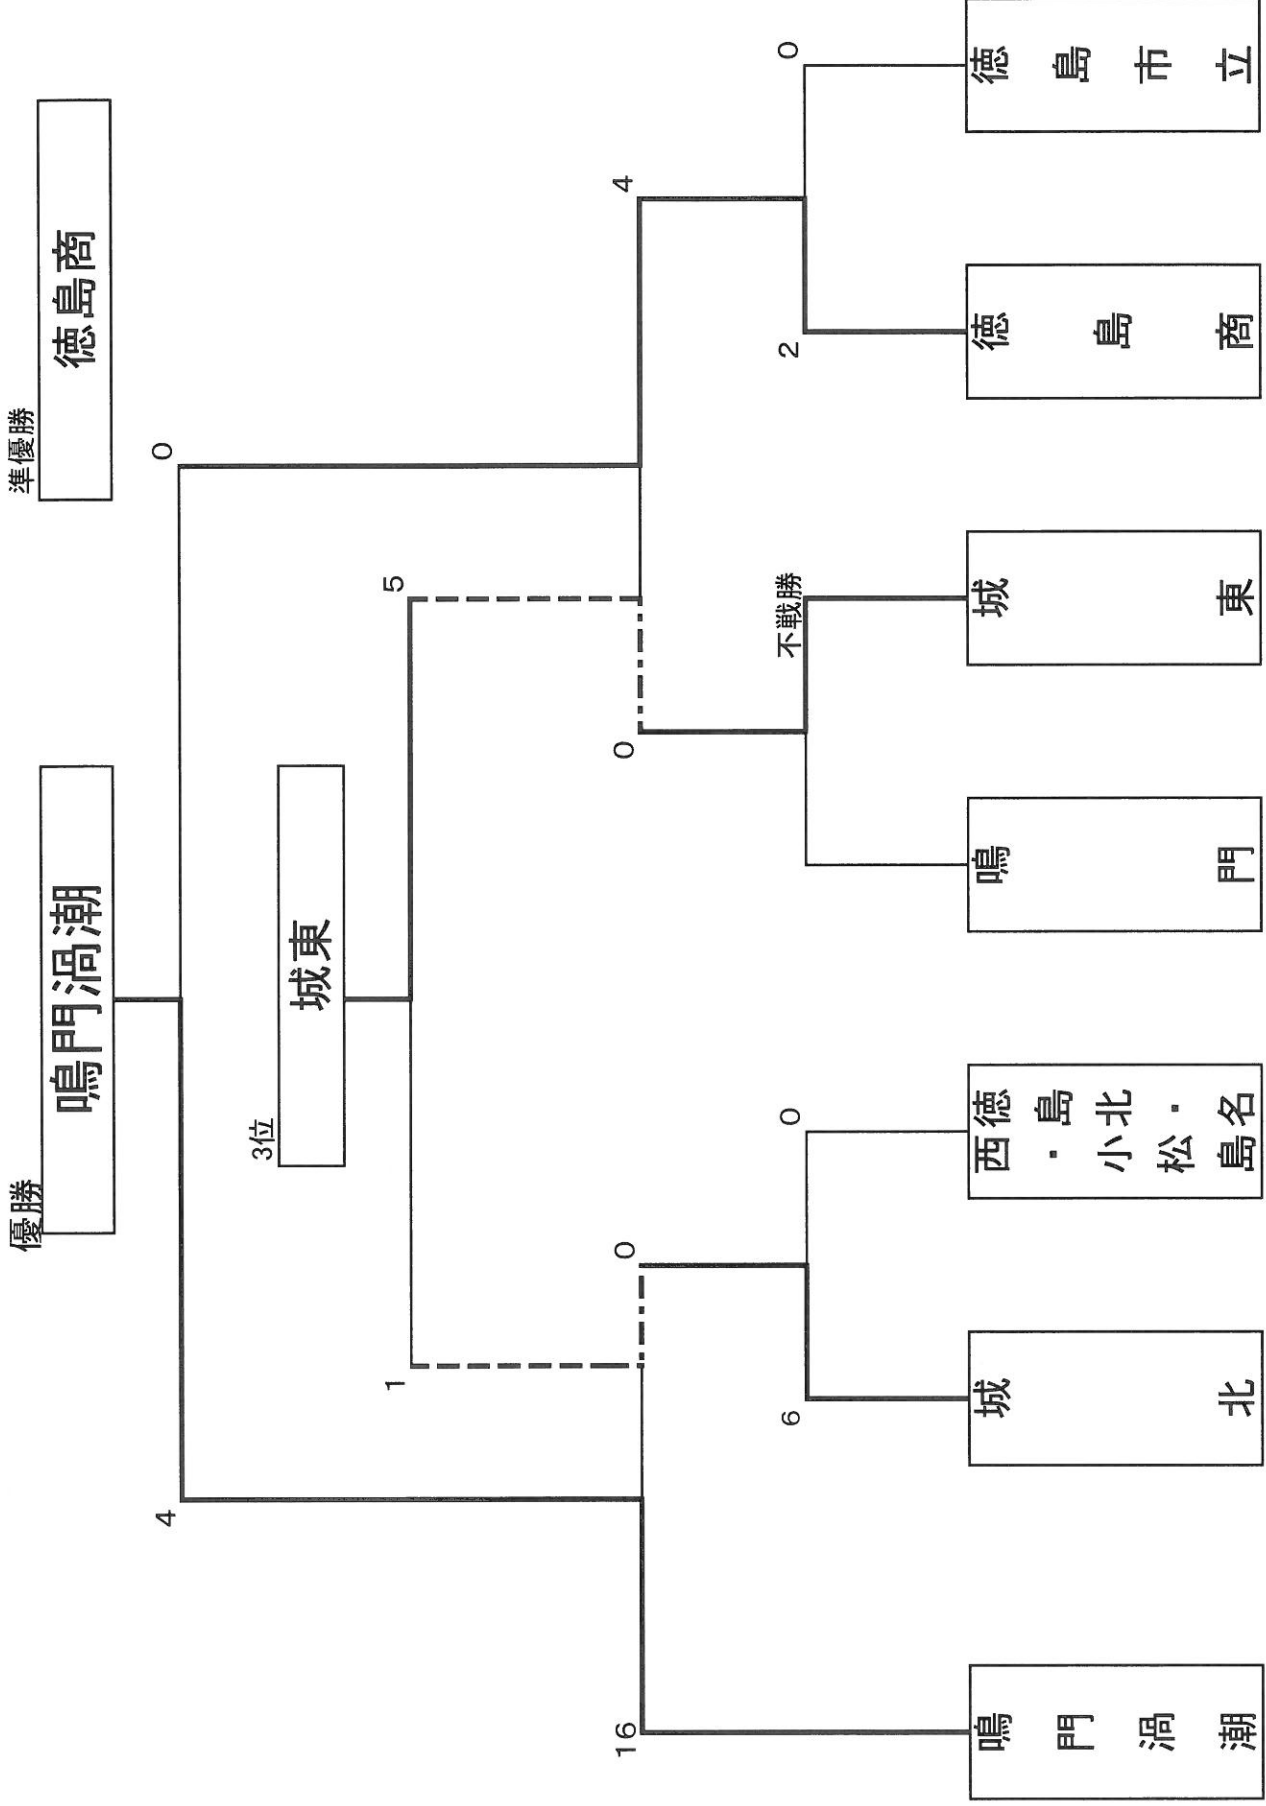 優勝
準優勝
鳴門渦潮
徳島商
4
0
3位
城東
1
5
16
0
0
4
6
0
不戦勝
2
0
鳴門渦潮
城北
徳島北・名
西・小松島
鳴門
城東
徳島商
徳島市立